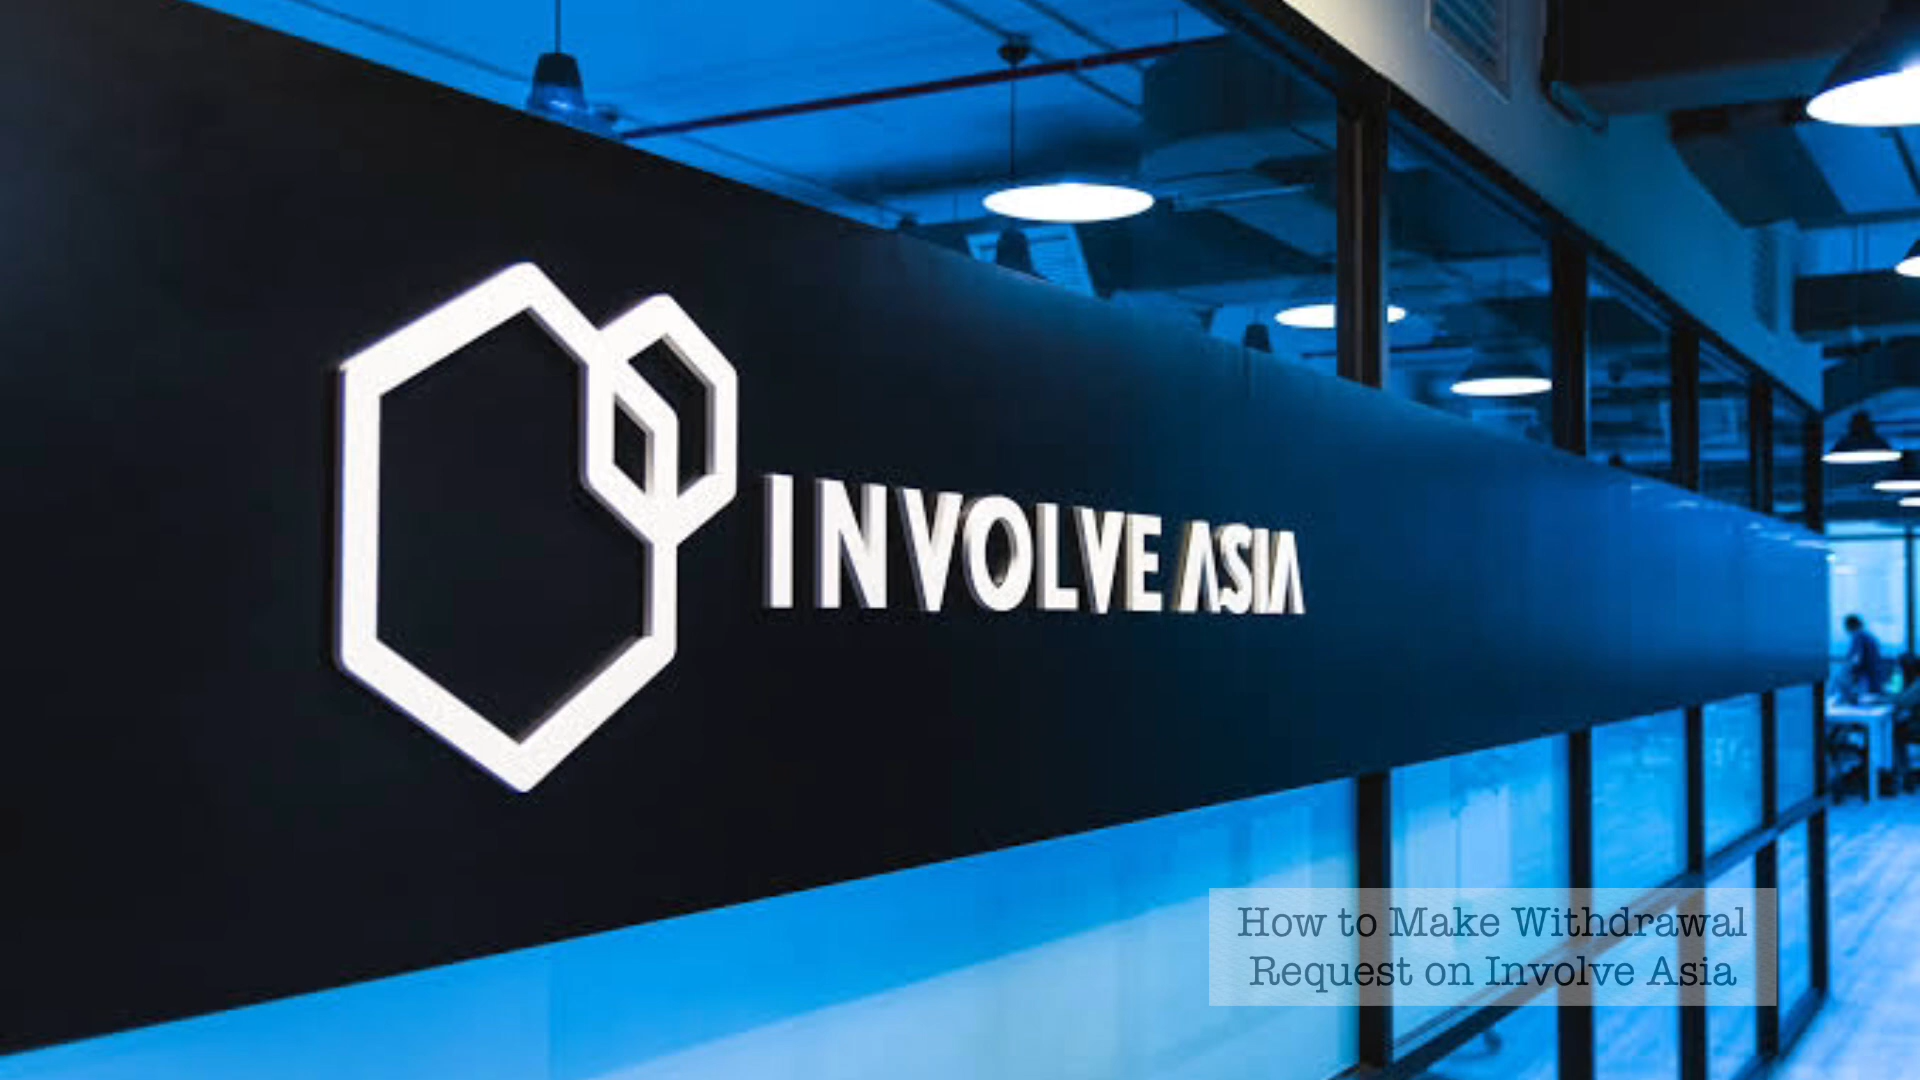 INVOLVE ASIA
How to Make Withdrawal
Request on Involve Asia